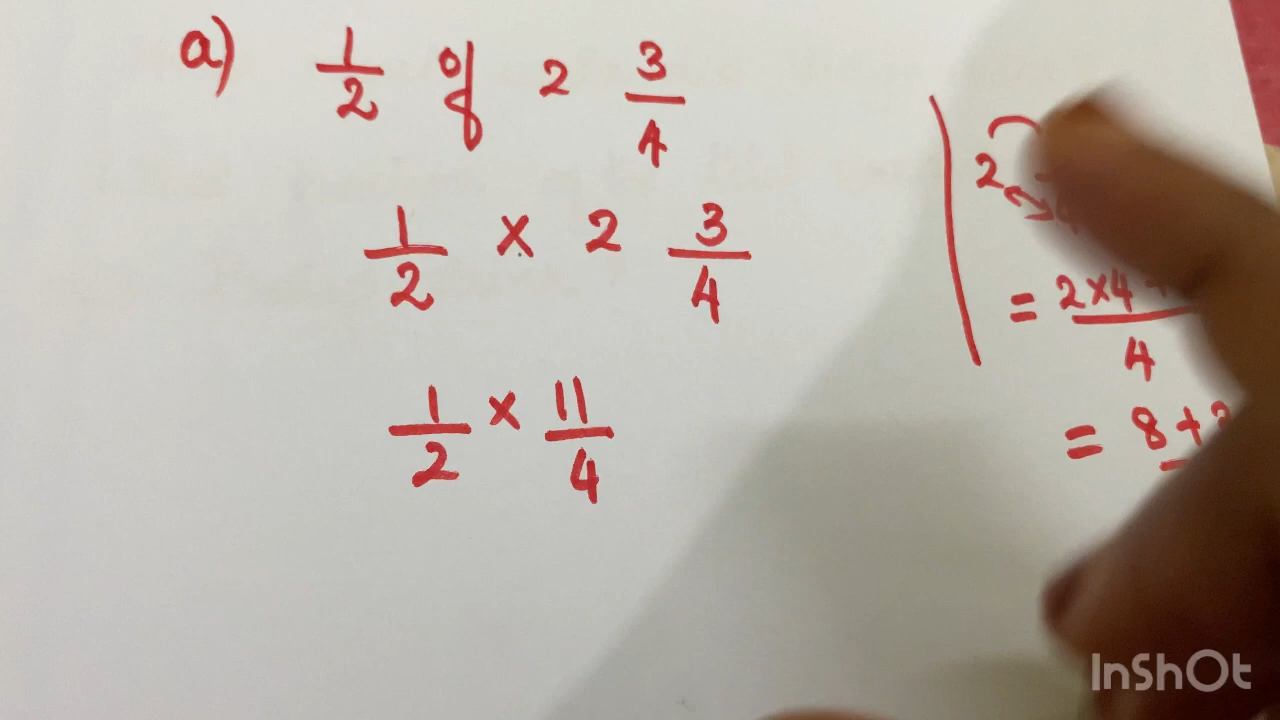 a) 1/2 of 2 3/4
1/2 × 2 3/4
1/2 × 11/4
2
= 2×4+ / 4
= 8+
InShOt